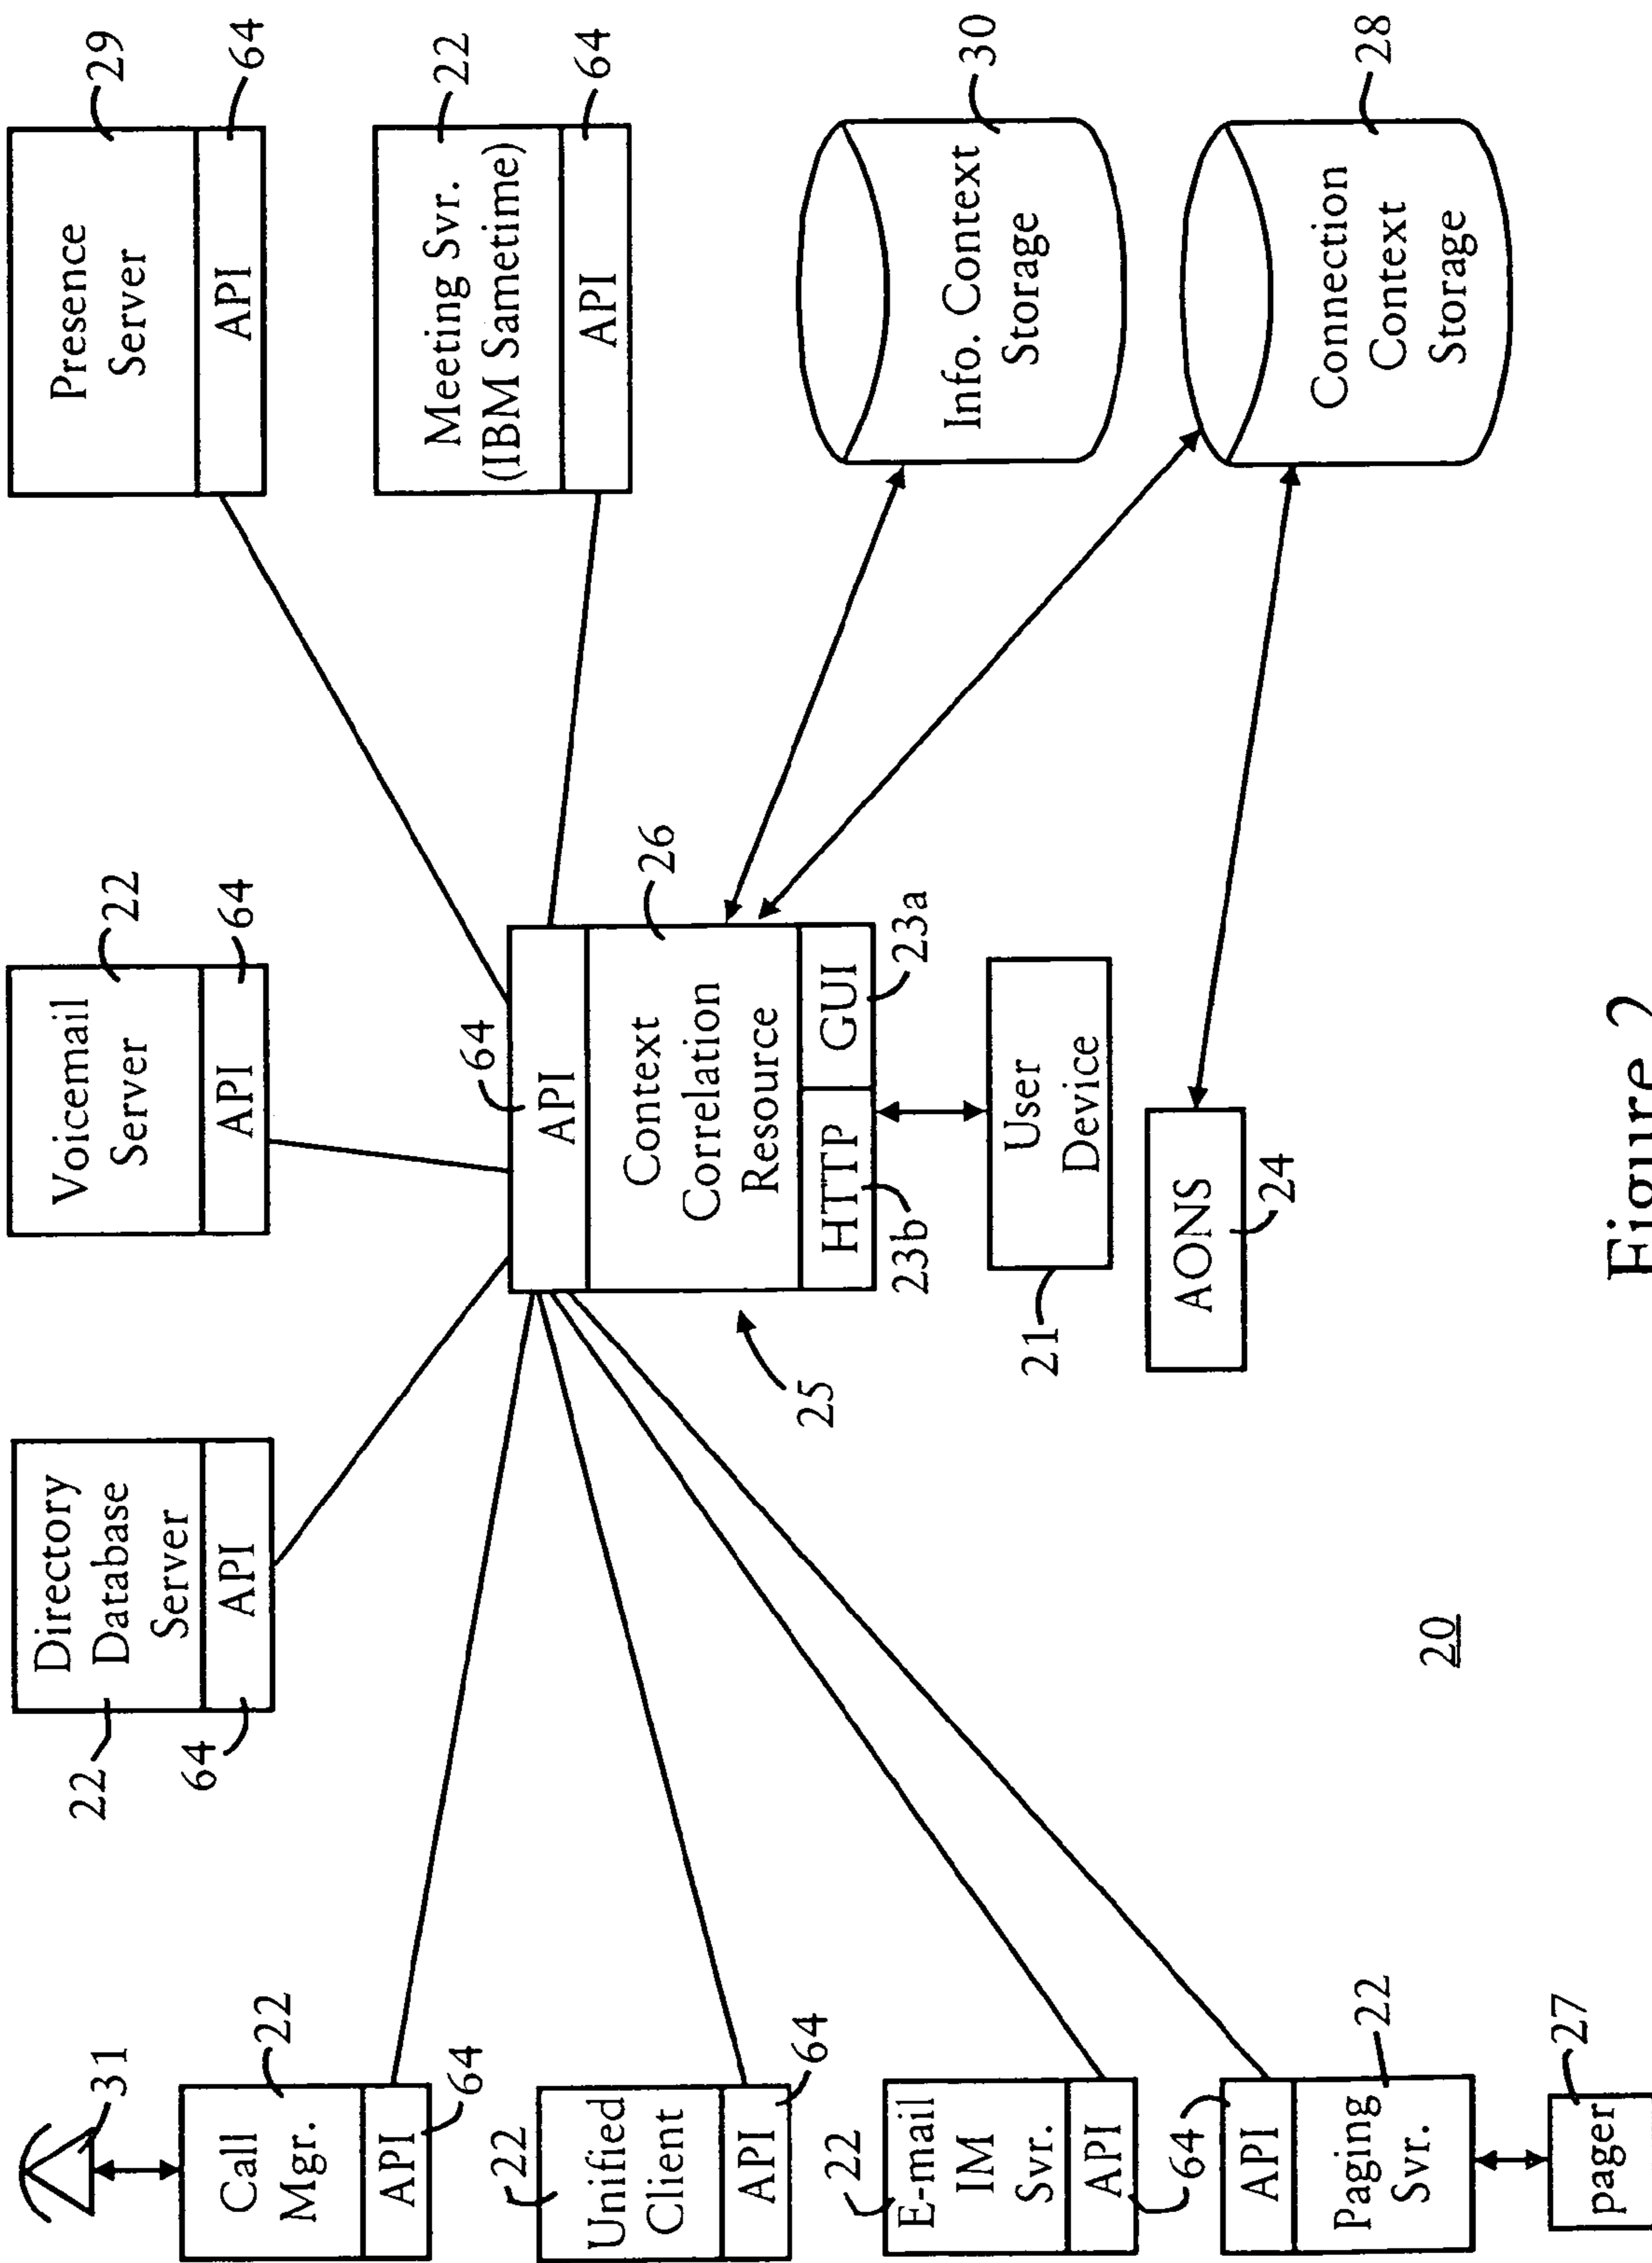 31
Call
Mgr.
22
API
64
22
Unified
Client
API
64
22
E-mail
IM
Svr.
API
64
API
Paging
Svr.
22
pager
27
22
Directory
Database
Server
64
API
Voicemail
Server
22
API
64
Presence
Server
29
API
64
Meeting Svr.
(IBM Sametime)
22
API
64
64
API
Context
Correlation
Resource
26
HTTP
GUI
23b
23a
25
User
Device
21
AONS
24
Info. Context
Storage
30
Connection
Context
Storage
28
20
Figure 2